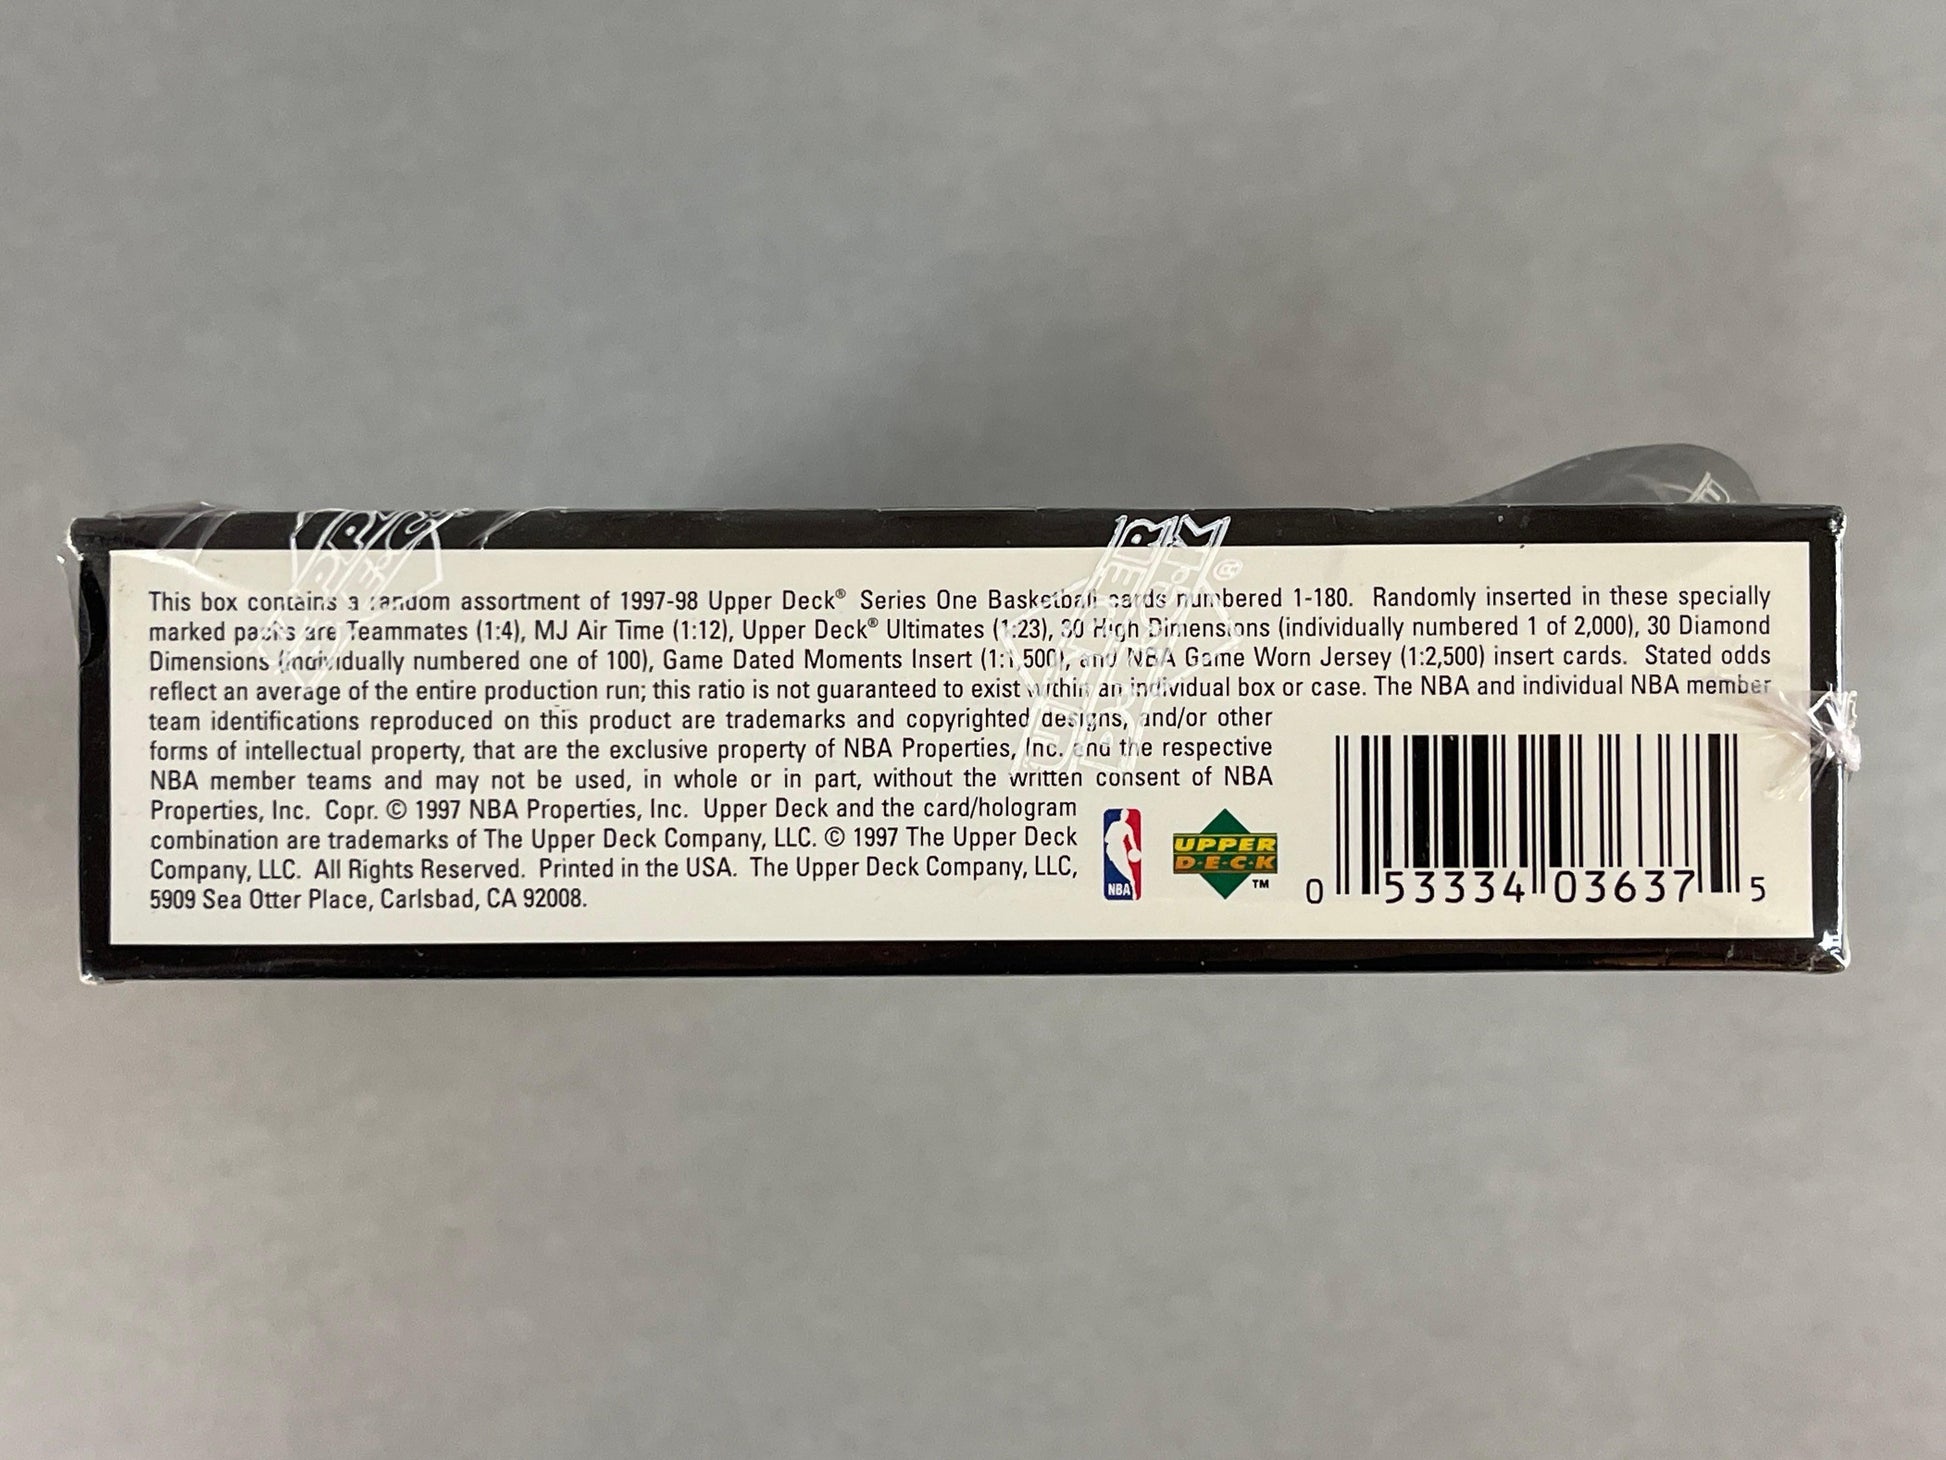 This box contains a random assortment of 1997-98 Upper Deck® Series One Basketball cards numbered 1-180. Randomly inserted in these specially
marked packs are Teammates (1:4), MJ Air Time (1:12), Upper Deck® Ultimates (1:23), 30 High Dimensions (individually numbered 1 of 2,000), 30 Diamond
Dimensions (individually numbered one of 100), Game Dated Moments Insert (1:1,500), and NBA Game Worn Jersey (1:2,500) insert cards. Stated odds
reflect an average of the entire production run; this ratio is not guaranteed to exist within an individual box or case. The NBA and individual NBA member
team identifications reproduced on this product are trademarks and copyrighted designs, and/or other
forms of intellectual property, that are the exclusive property of NBA Properties, Inc. and the respective
NBA member teams and may not be used, in whole or in part, without the written consent of NBA
Properties, Inc. Copr. © 1997 NBA Properties, Inc. Upper Deck and the card/hologram
combination are trademarks of The Upper Deck Company, LLC. © 1997 The Upper Deck
Company, LLC. All Rights Reserved. Printed in the USA. The Upper Deck Company, LLC,
5909 Sea Otter Place, Carlsbad, CA 92008.
NBA
UPPER
D·E·C·K
™
0 53334 03637 5
UPPER
DECK
®